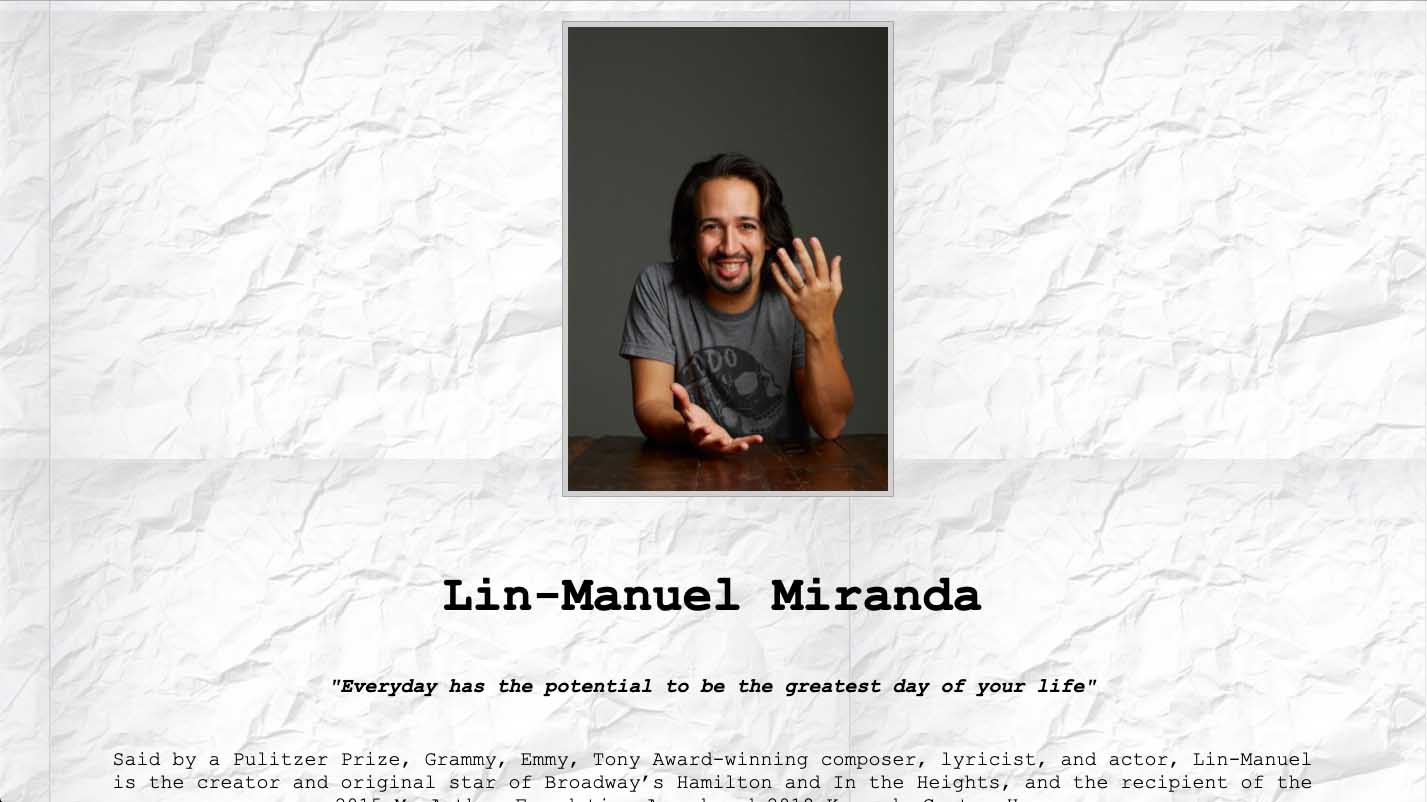 Lin-Manuel Miranda
"Everyday has the potential to be the greatest day of your life"
Said by a Pulitzer Prize, Grammy, Emmy, Tony Award-winning composer, lyricist, and actor, Lin-Manuel
is the creator and original star of Broadway’s Hamilton and In the Heights, and the recipient of the